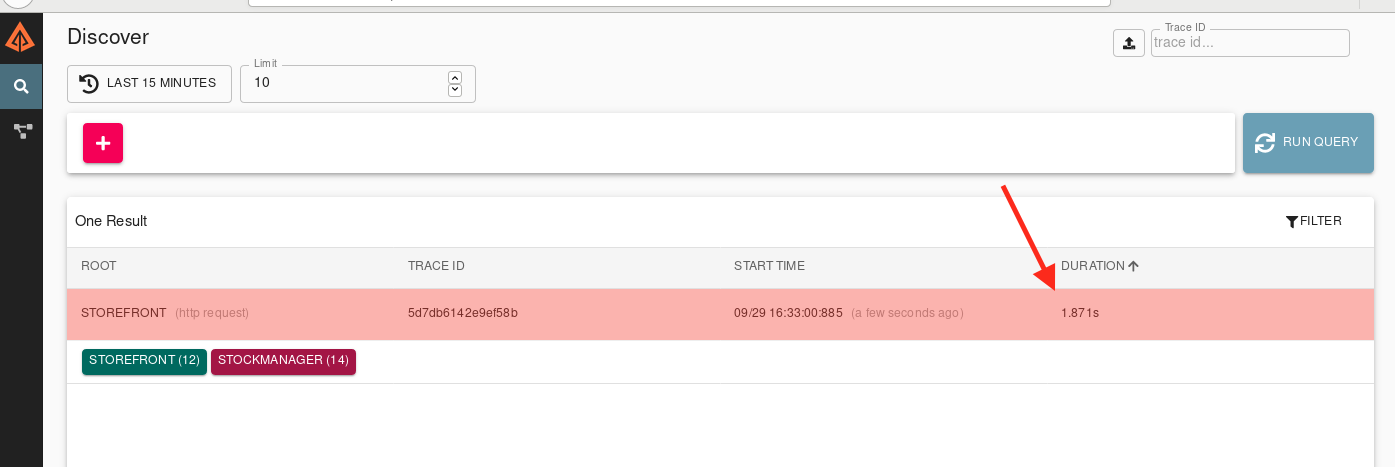 Discover
Trace ID
trace id...
LAST 15 MINUTES
Limit
10
RUN QUERY
One Result
FILTER
ROOT TRACE ID START TIME DURATION
STOREFRONT (http request) 5d7db6142e9ef58b 09/29 16:33:00:885 (a few seconds ago) 1.871s
STOREFRONT (12) STOCKMANAGER (14)